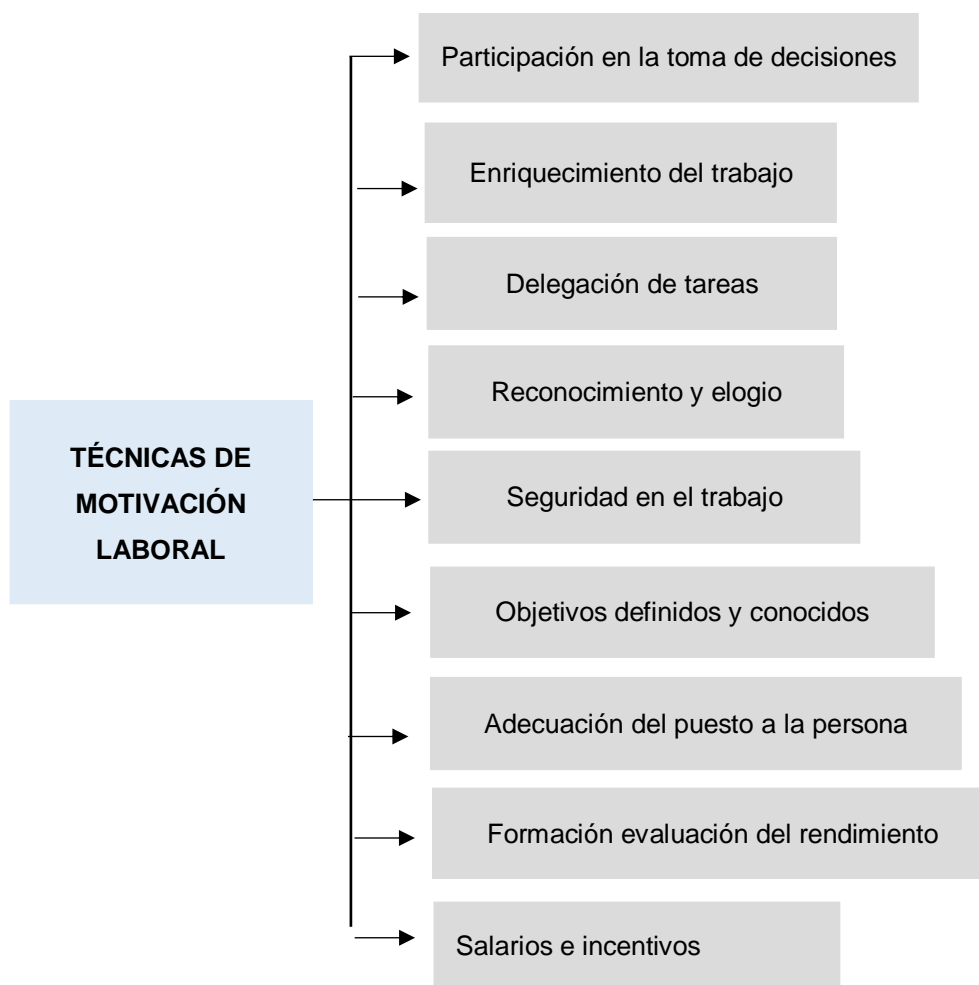 Participación en la toma de decisiones
Enriquecimiento del trabajo
Delegación de tareas
Reconocimiento y elogio
TÉCNICAS DE
MOTIVACIÓN
LABORAL
Seguridad en el trabajo
Objetivos definidos y conocidos
Adecuación del puesto a la persona
Formación evaluación del rendimiento
Salarios e incentivos